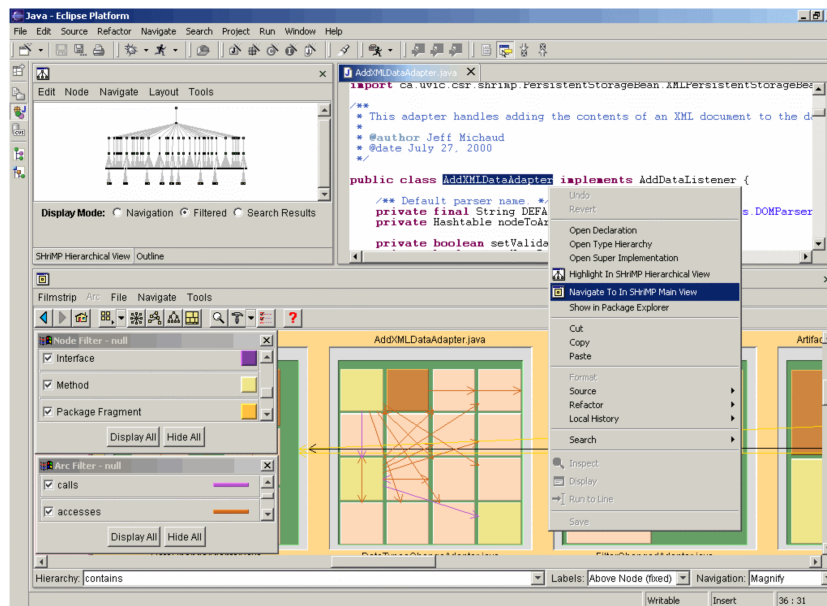 Java - Eclipse Platform
File Edit Source Refactor Navigate Search Project Run Window Help
Edit Node Navigate Layout Tools
Display Mode: Navigation Filtered Search Results
SHriMP Hierarchical View Outline
AddXMLDataAdapter.java
import ca.uvic.csr.shrimp.PersistentStorageBean.XMLPersistentStorageBea
/**
* This adapter handles adding the contents of an XML document to the da
*
* @author Jeff Michaud
* @date July 27, 2000
*/
public class AddXMLDataAdapter implements AddDataListener {
/** Default parser name. */
private final String DEFA
s.DOMParser
private Hashtable nodeToAr
private boolean setValida
Undo
Revert
Open Declaration
Open Type Hierarchy
Open Super Implementation
Highlight In SHriMP Hierarchical View
Navigate To In SHriMP Main View
Show in Package Explorer
Cut
Copy
Paste
Format
Source
Refactor
Local History
Search
Inspect
Display
Run to Line
Save
Filmstrip Arc File Navigate Tools
Node Filter - null
Interface
Method
Package Fragment
Display All Hide All
Arc Filter - null
calls
accesses
Display All Hide All
AddXMLDataAdapter.java
Artifac
DataTypesChangeAdapter.java
FilterChangedAdapter.java
Hierarchy: contains
Labels: Above Node (fixed) Navigation: Magnify
Writable Insert 36 : 31